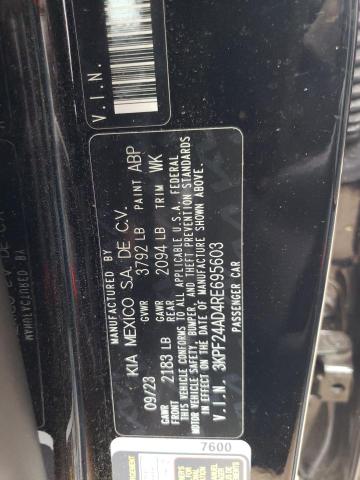 V.I.N.
MANUFACTURED BY
KIA MEXICO S.A. DE C.V.
09/23 GVWR 3792 LB PAINT ABP
GAWR FRONT 2183 LB GAWR REAR 2094 LB TRIM WK
THIS VEHICLE CONFORMS TO ALL APPLICABLE U.S.A. FEDERAL
MOTOR VEHICLE SAFETY, BUMPER, AND THEFT PREVENTION STANDARDS
IN EFFECT ON THE DATE OF MANUFACTURE SHOWN ABOVE.
V.I.N. 3KPF24AD4RE695603
PASSENGER CAR
7600